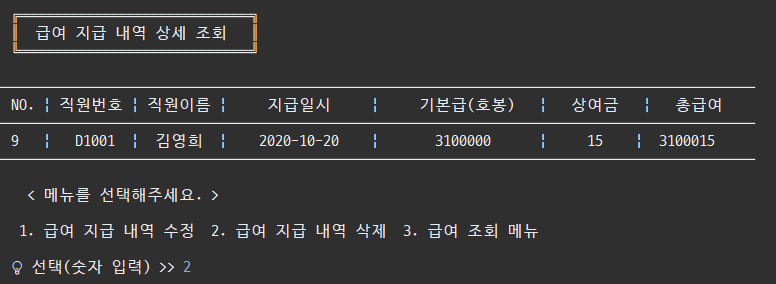 급여 지급 내역 상세 조회
NO. ¦ 직원번호 ¦ 직원이름 ¦ 지급일시 ¦ 기본급(호봉) ¦ 상여금 ¦ 총급여
9 ¦ D1001 ¦ 김영희 ¦ 2020-10-20 ¦ 3100000 ¦ 15 ¦ 3100015
< 메뉴를 선택해주세요. >
1. 급여 지급 내역 수정 2. 급여 지급 내역 삭제 3. 급여 조회 메뉴
선택(숫자 입력) >> 2